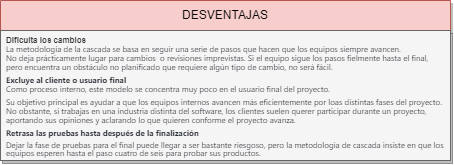 DESVENTAJAS
Dificulta los cambios
La metodología de la cascada se basa en seguir una serie de pasos que hacen que los equipos siempre avancen.
No deja prácticamente lugar para cambios o revisiones imprevistas. Si el equipo sigue los pasos fielmente hasta el final,
pero encuentra un obstáculo no planificado que requiere algún tipo de cambio, no será fácil.
Excluye al cliente o usuario final
Como proceso interno, este modelo se concentra muy poco en el usuario final del proyecto.
Su objetivo principal es ayudar a que los equipos internos avancen más eficientemente por loas distintas fases del proyecto.
No obstante, si trabajas en una industria distinta del software, los clientes suelen querer participar durante un proyecto,
aportando sus opiniones y aclarando lo que quieren conforme el proyecto avanza.
Retrasa las pruebas hasta después de la finalización
Dejar la fase de pruebas para el final puede llegar a ser bastante riesgoso, pero la metodología de cascada insiste en que los
equipos esperen hasta el paso cuatro de seis para probar sus productos.